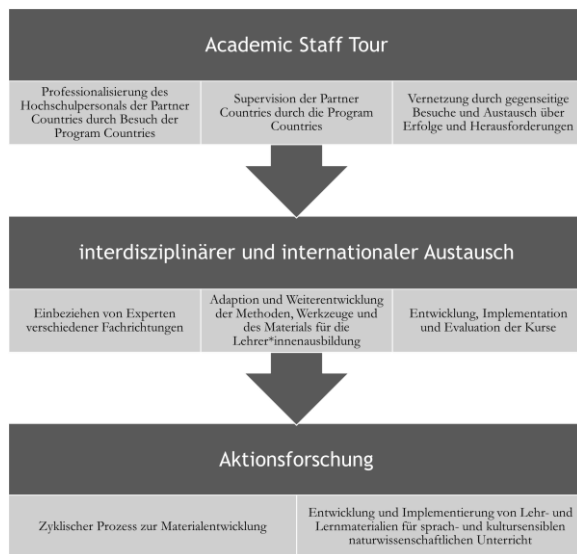 Academic Staff Tour
Professionalisierung des
Hochschulpersonals der Partner
Countries durch Besuch der
Program Countries
Supervision der Partner
Countries durch die Program
Countries
Vernetzung durch gegenseitige
Besuche und Austausch über
Erfolge und Herausforderungen
interdisziplinärer und internationaler Austausch
Einbeziehen von Experten
verschiedener Fachrichtungen
Adaption und Weiterentwicklung
der Methoden, Werkzeuge und
des Materials für die
Lehrer*innenausbildung
Entwicklung, Implementation
und Evaluation der Kurse
Aktionsforschung
Zyklischer Prozess zur Materialentwicklung
Entwicklung und Implementierung von Lehr- und
Lernmaterialien für sprach- und kultursensiblen
naturwissenschaftlichen Unterricht